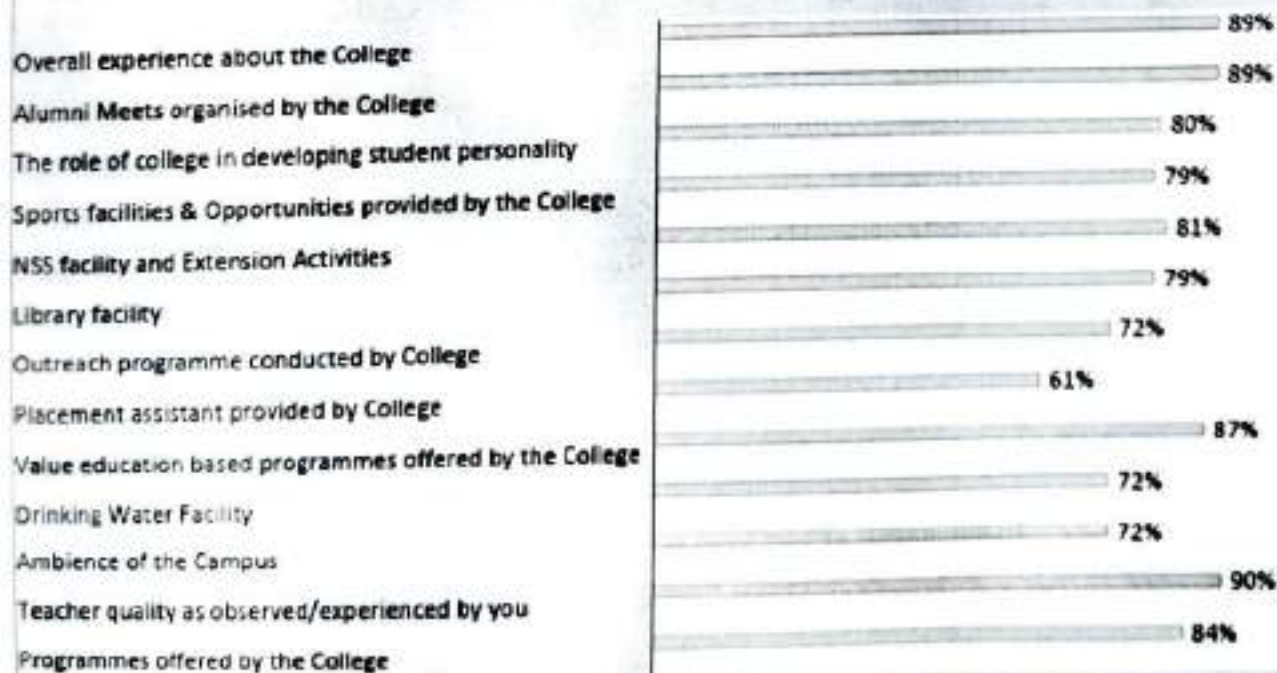 89%
Overall experience about the College
89%
Alumni Meets organised by the College
80%
The role of college in developing student personality
79%
Sports facilities & Opportunities provided by the College
81%
NSS facility and Extension Activities
79%
Library facility
72%
Outreach programme conducted by College
61%
Placement assistant provided by College
87%
Value education based programmes offered by the College
72%
Drinking Water Facility
72%
Ambience of the Campus
90%
Teacher quality as observed/experienced by you
84%
Programmes offered by the College